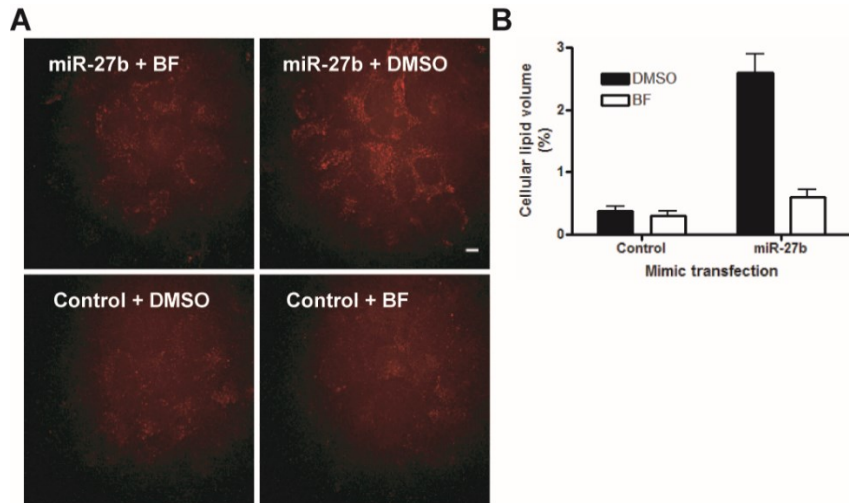 A
miR-27b + BF
miR-27b + DMSO
Control + DMSO
Control + BF
B
3
2
1
0
Cellular lipid volume
(%)
DMSO
BF
Control
miR-27b
Mimic transfection